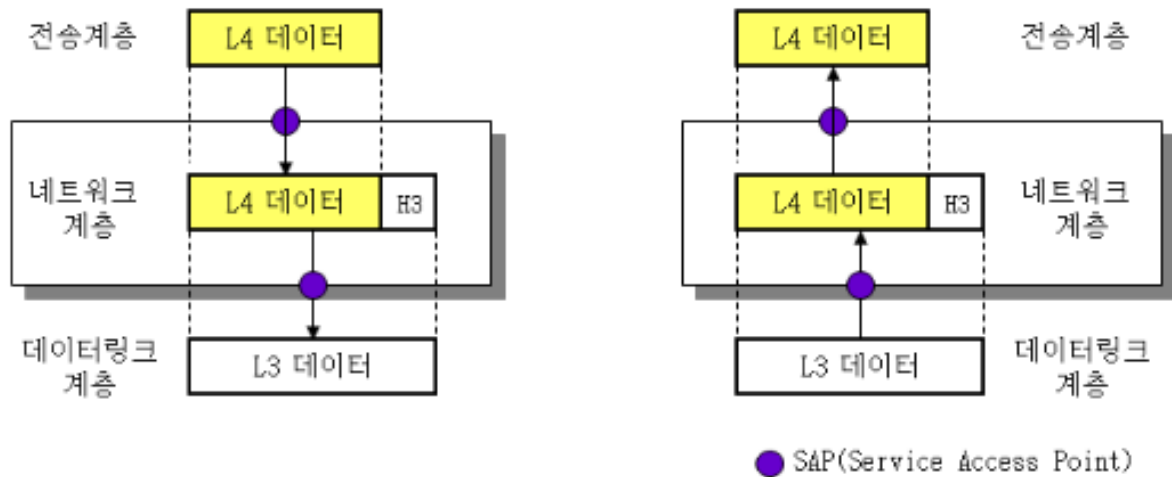 전송계층
L4 데이터
L4 데이터
전송계층
네트워크
계층
L4 데이터
H3
L4 데이터
H3
네트워크
계층
데이터링크
계층
L3 데이터
L3 데이터
데이터링크
계층
SAP(Service Access Point)